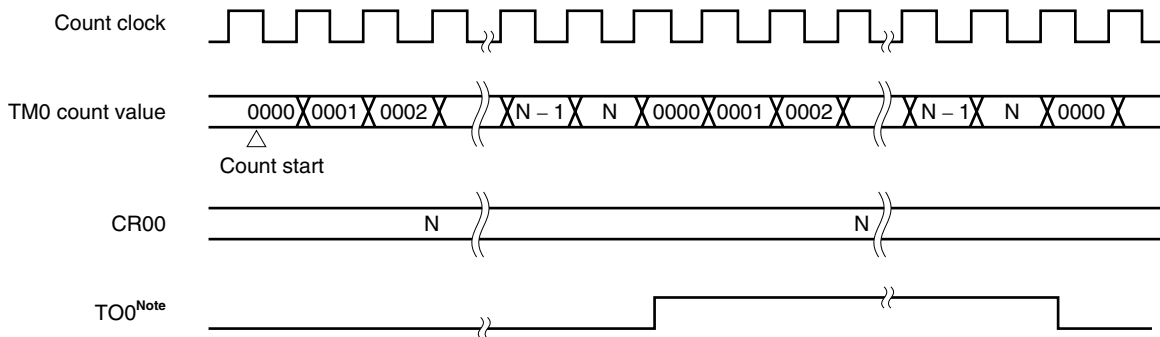 Count clock
TM0 count value
0000 0001 0002 N – 1 N 0000 0001 0002 N – 1 N 0000
Count start
CR00
N N
TO0Note